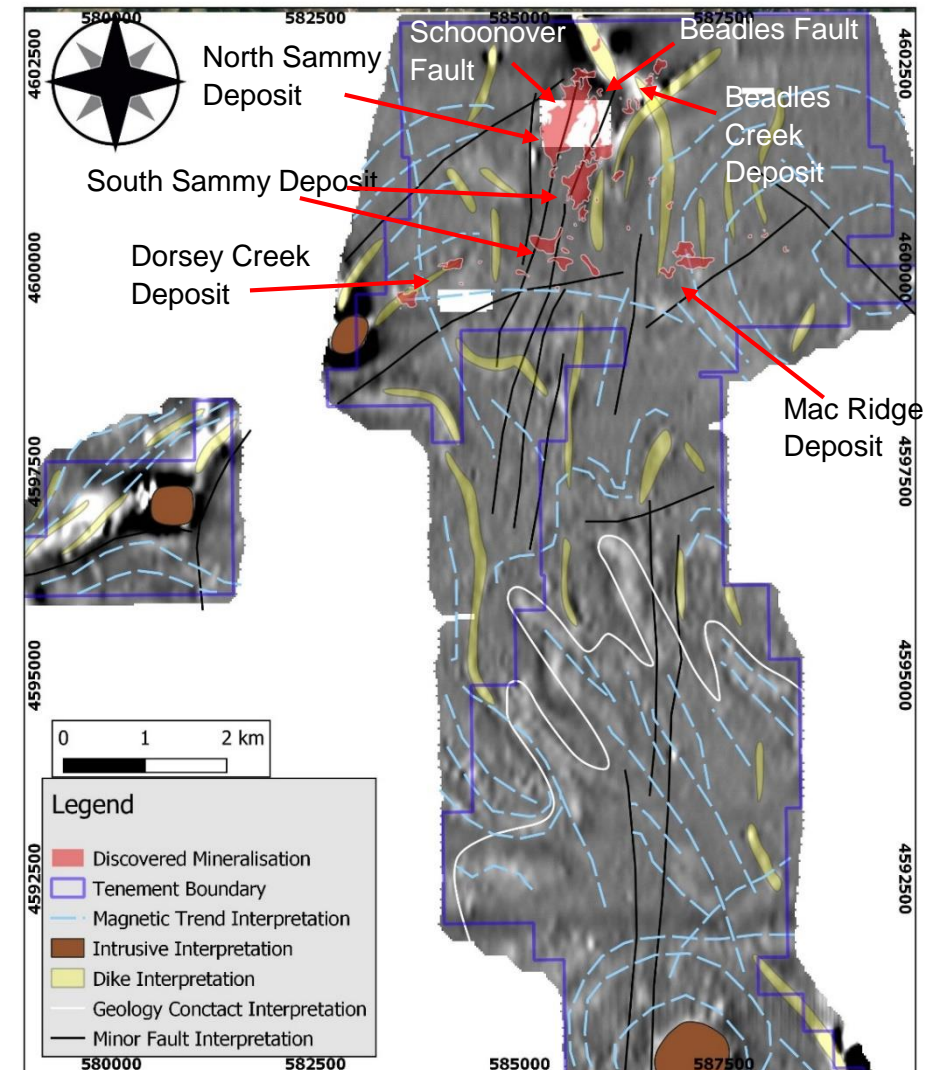 580000 582500 585000 587500
4602500
4602500
North Sammy
Deposit
Schoonover
Fault
Beadles Fault
Beadles
Creek
Deposit
South Sammy Deposit
4600000
4600000
Dorsey Creek
Deposit
Mac Ridge
Deposit
4597500
4597500
4595000
4595000
0 1 2 km
Legend
Discovered Mineralisation
Tenement Boundary
Magnetic Trend Interpretation
Intrusive Interpretation
Dike Interpretation
Geology Conctact Interpretation
Minor Fault Interpretation
4592500
4592500
580000 582500 585000 587500